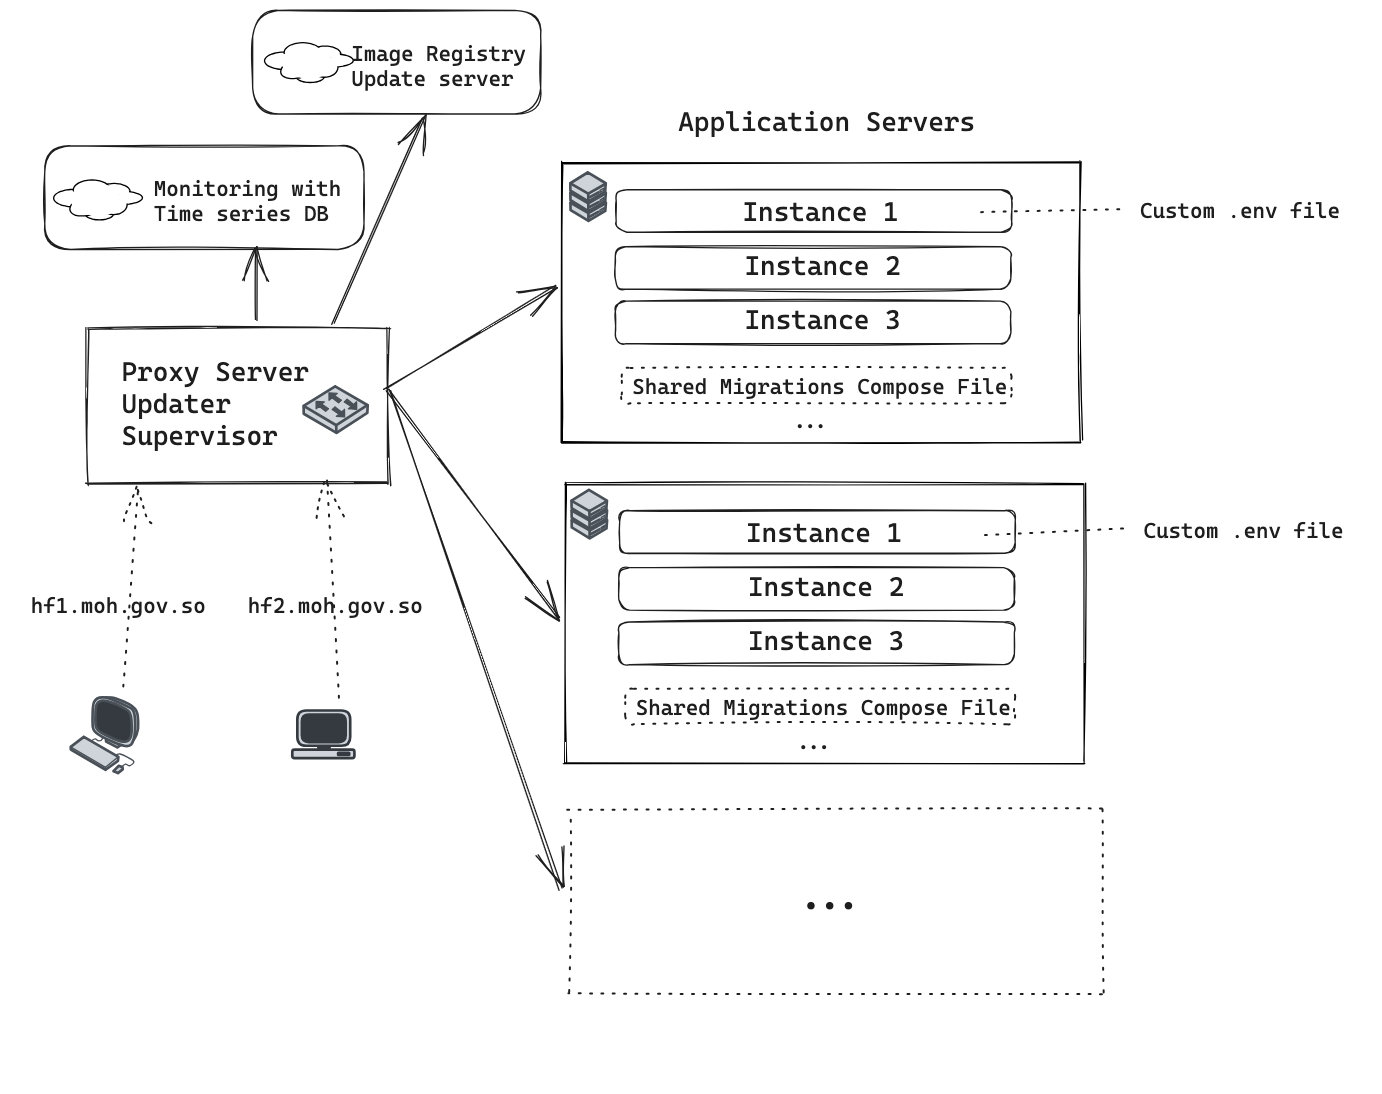 Image Registry
Update server
Monitoring with
Time series DB
Proxy Server
Updater
Supervisor
hf1.moh.gov.so
hf2.moh.gov.so
Application Servers
Instance 1
Custom .env file
Instance 2
Instance 3
Shared Migrations Compose File
...
Instance 1
Custom .env file
Instance 2
Instance 3
Shared Migrations Compose File
...
...